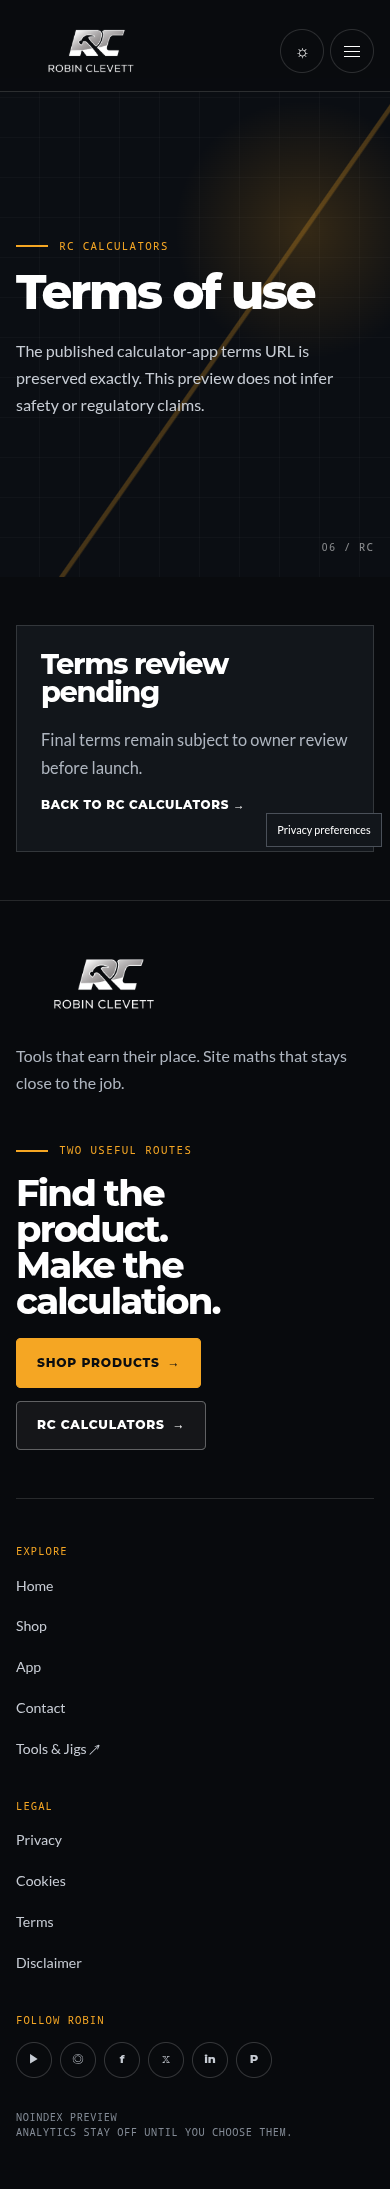 RC
ROBIN CLEVETT
☼
RC CALCULATORS
Terms of use
The published calculator-app terms URL is
preserved exactly. This preview does not infer
safety or regulatory claims.
06 / RC
Terms review
pending
Final terms remain subject to owner review
before launch.
BACK TO RC CALCULATORS →
Privacy preferences
RC
ROBIN CLEVETT
Tools that earn their place. Site maths that stays
close to the job.
TWO USEFUL ROUTES
Find the
product.
Make the
calculation.
SHOP PRODUCTS →
RC CALCULATORS →
EXPLORE
Home
Shop
App
Contact
Tools & Jigs ↗
LEGAL
Privacy
Cookies
Terms
Disclaimer
FOLLOW ROBIN
▶ ◎ f 𝕏 in P
NOINDEX PREVIEW
ANALYTICS STAY OFF UNTIL YOU CHOOSE THEM.